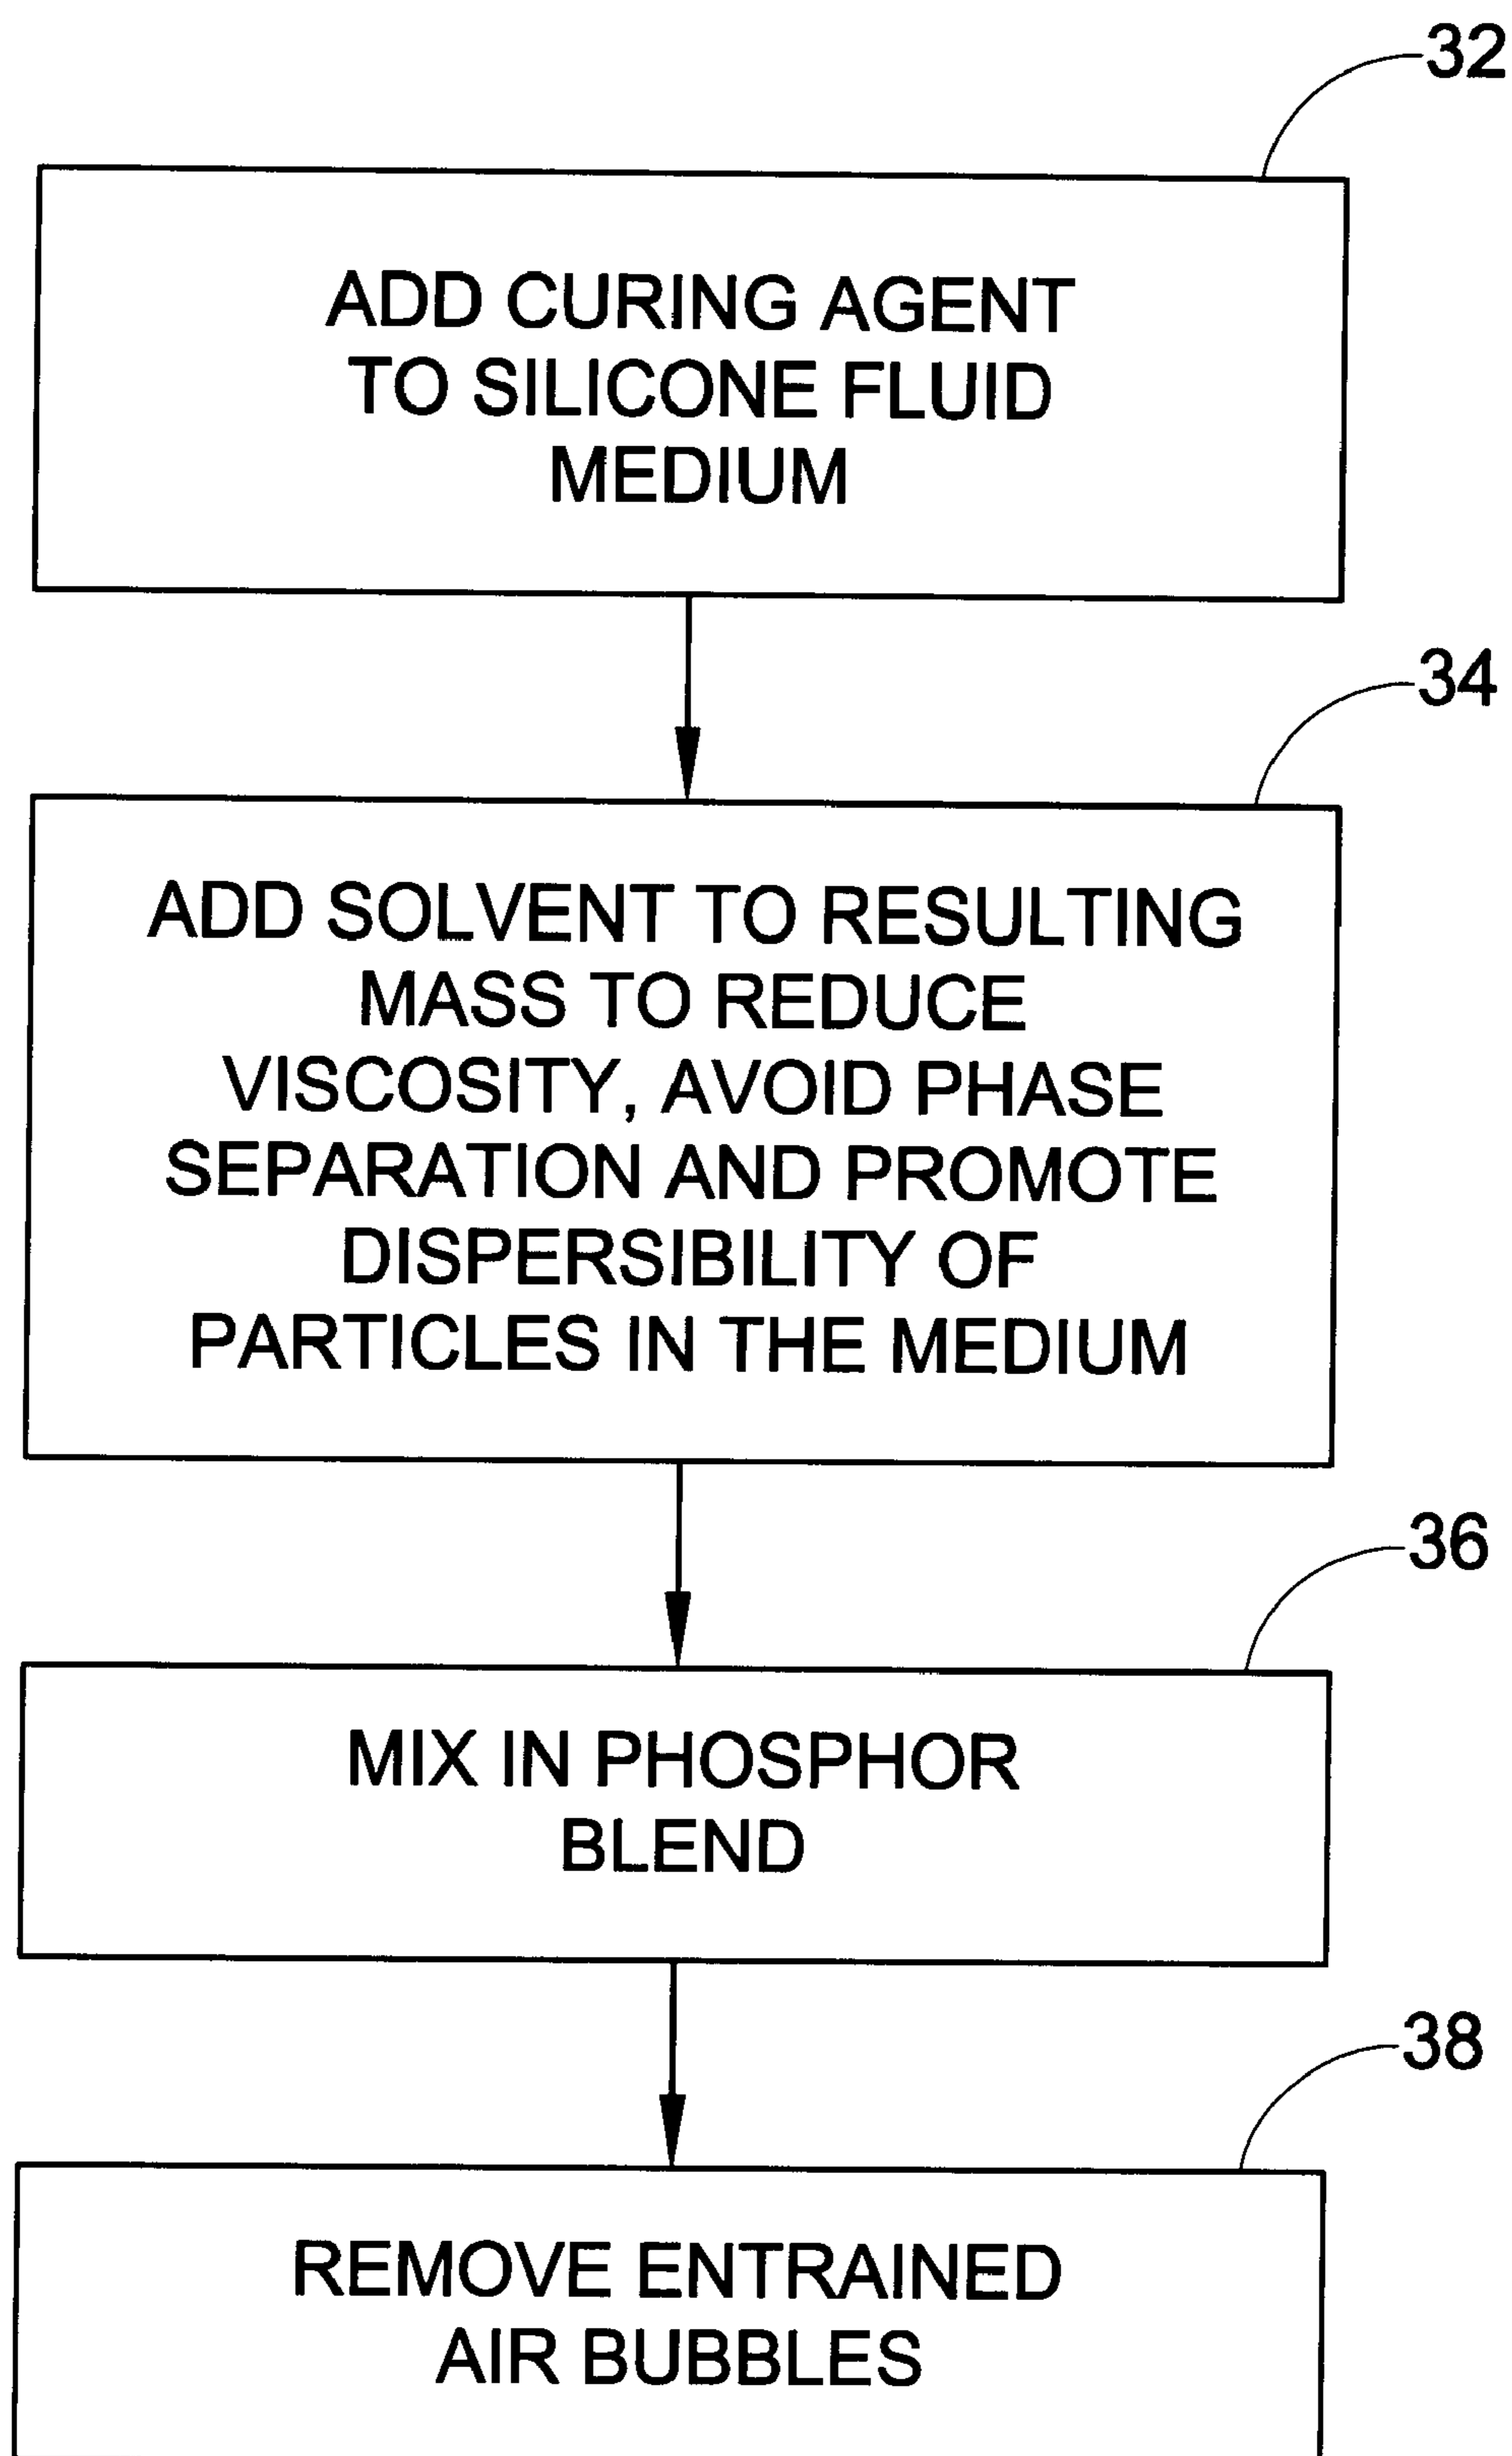 32
ADD CURING AGENT
TO SILICONE FLUID
MEDIUM
34
ADD SOLVENT TO RESULTING
MASS TO REDUCE
VISCOSITY, AVOID PHASE
SEPARATION AND PROMOTE
DISPERSIBILITY OF
PARTICLES IN THE MEDIUM
36
MIX IN PHOSPHOR
BLEND
38
REMOVE ENTRAINED
AIR BUBBLES